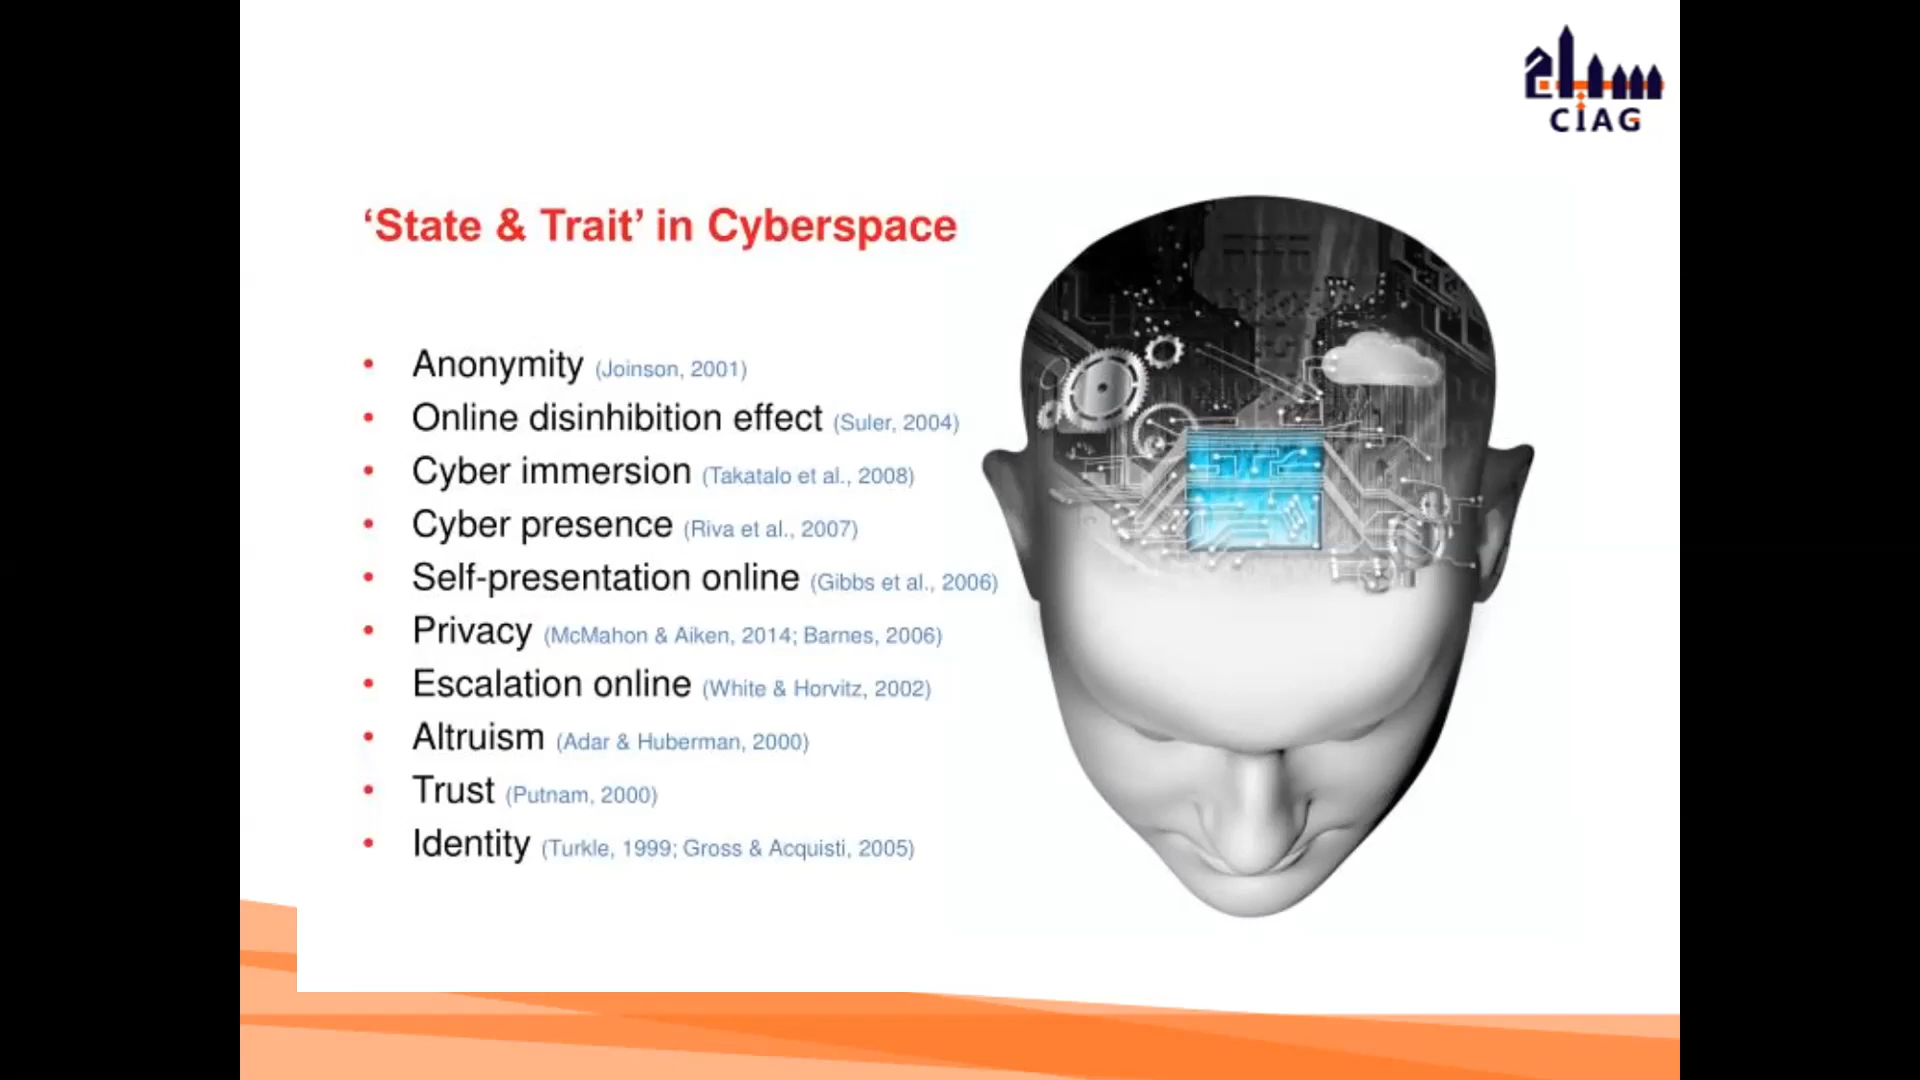 CIAG
‘State & Trait’ in Cyberspace
• Anonymity (Joinson, 2001)
• Online disinhibition effect (Suler, 2004)
• Cyber immersion (Takatalo et al., 2008)
• Cyber presence (Riva et al., 2007)
• Self-presentation online (Gibbs et al., 2006)
• Privacy (McMahon & Aiken, 2014; Barnes, 2006)
• Escalation online (White & Horvitz, 2002)
• Altruism (Adar & Huberman, 2000)
• Trust (Putnam, 2000)
• Identity (Turkle, 1999; Gross & Acquisti, 2005)